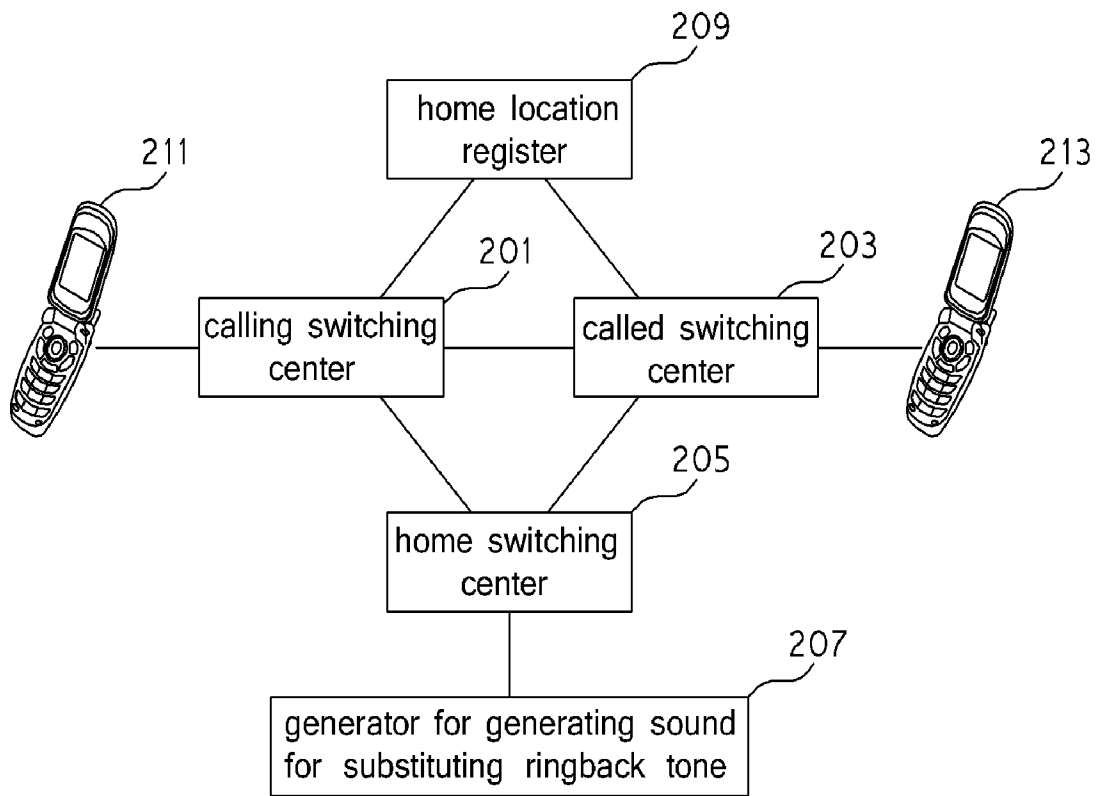 209
home location
register
211
213
201
203
calling switching
center
called switching
center
205
home switching
center
207
generator for generating sound
for substituting ringback tone